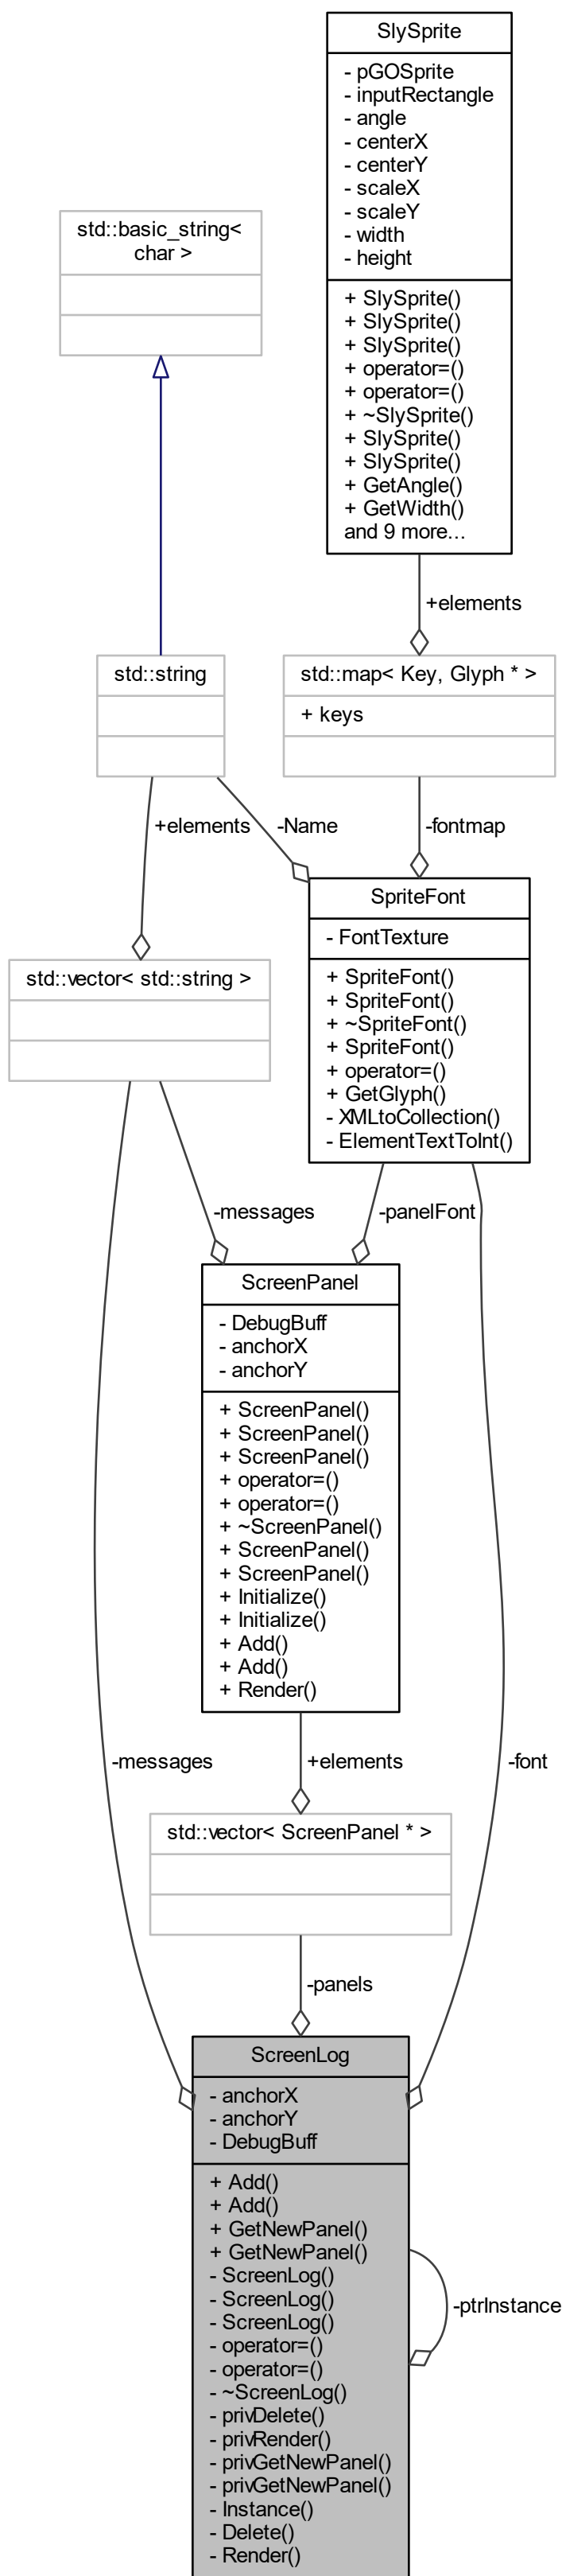 SlySprite
- pGOSprite
- inputRectangle
- angle
- centerX
- centerY
- scaleX
- scaleY
- width
- height
+ SlySprite()
+ SlySprite()
+ SlySprite()
+ operator=()
+ operator=()
+ ~SlySprite()
+ SlySprite()
+ SlySprite()
+ GetAngle()
+ GetWidth()
and 9 more...
std::basic_string<
char >
+elements
std::string
std::map< Key, Glyph * >
+ keys
+elements
-Name
-fontmap
SpriteFont
- FontTexture
+ SpriteFont()
+ SpriteFont()
+ ~SpriteFont()
+ SpriteFont()
+ operator=()
+ GetGlyph()
- XMLtoCollection()
- ElementTextToInt()
std::vector< std::string >
-messages
-panelFont
ScreenPanel
- DebugBuff
- anchorX
- anchorY
+ ScreenPanel()
+ ScreenPanel()
+ ScreenPanel()
+ operator=()
+ operator=()
+ ~ScreenPanel()
+ ScreenPanel()
+ ScreenPanel()
+ Initialize()
+ Initialize()
+ Add()
+ Add()
+ Render()
-messages
+elements
-font
std::vector< ScreenPanel * >
-panels
ScreenLog
- anchorX
- anchorY
- DebugBuff
+ Add()
+ Add()
+ GetNewPanel()
+ GetNewPanel()
- ScreenLog()
- ScreenLog()
- ScreenLog()
- operator=()
- operator=()
- ~ScreenLog()
- privDelete()
- privRender()
- privGetNewPanel()
- privGetNewPanel()
- Instance()
- Delete()
- Render()
-ptrInstance